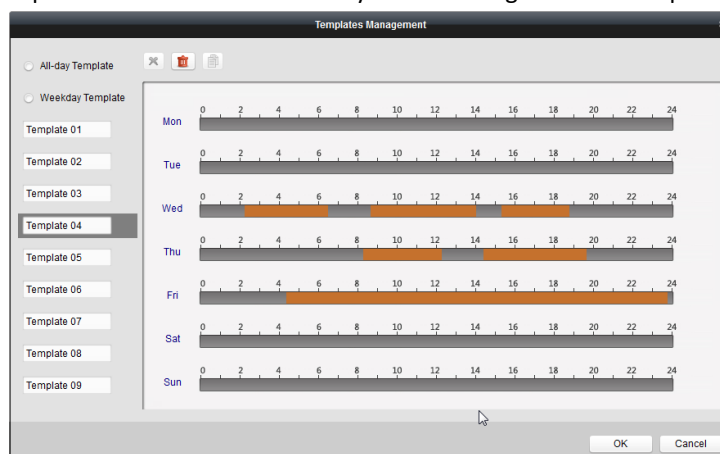 Templates Management
All-day Template
Weekday Template
Template 01
Template 02
Template 03
Template 04
Template 05
Template 06
Template 07
Template 08
Template 09
0 2 4 6 8 10 12 14 16 18 20 22 24
Mon
0 2 4 6 8 10 12 14 16 18 20 22 24
Tue
0 2 4 6 8 10 12 14 16 18 20 22 24
Wed
0 2 4 6 8 10 12 14 16 18 20 22 24
Thu
0 2 4 6 8 10 12 14 16 18 20 22 24
Fri
0 2 4 6 8 10 12 14 16 18 20 22 24
Sat
0 2 4 6 8 10 12 14 16 18 20 22 24
Sun
OK Cancel